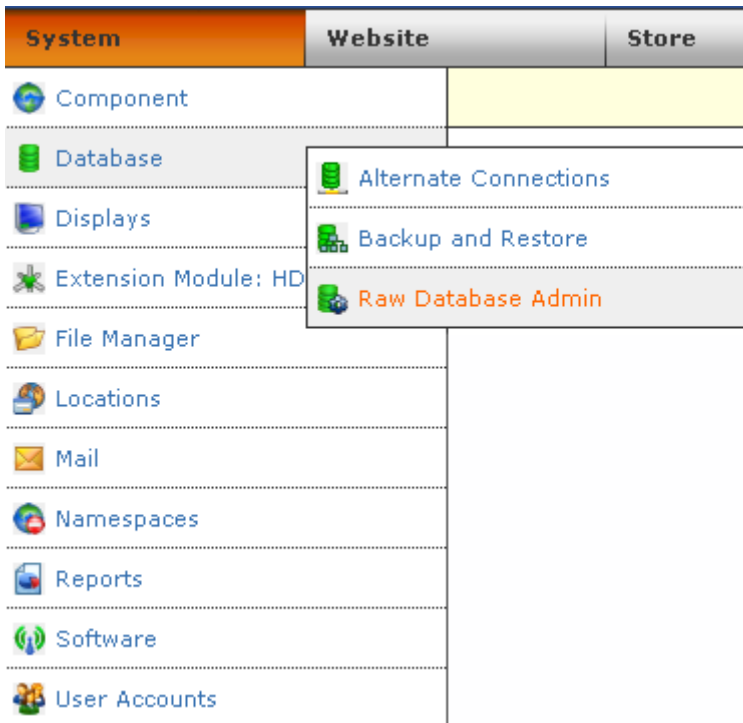 System Website Store
Component
Database
Alternate Connections
Displays
Backup and Restore
Extension Module: HD
Raw Database Admin
File Manager
Locations
Mail
Namespaces
Reports
Software
User Accounts